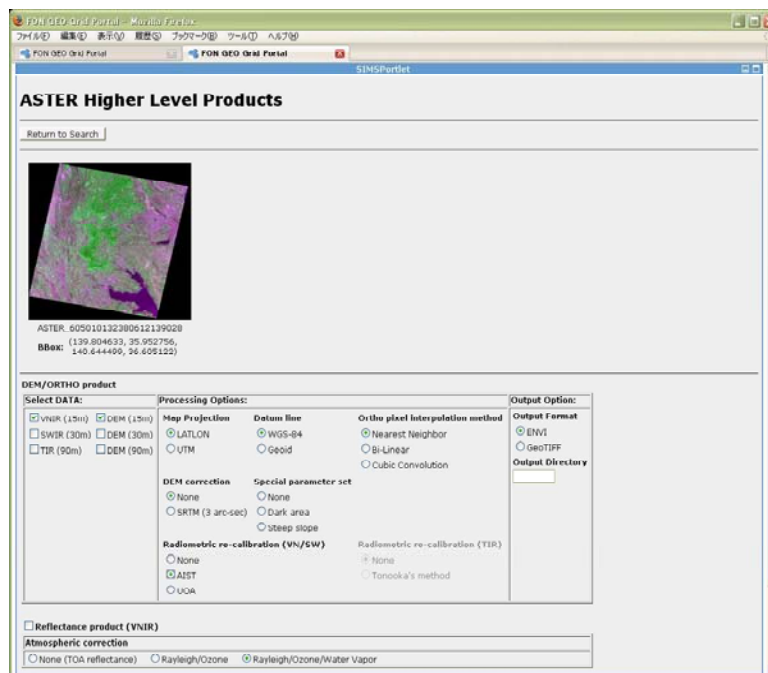 FON GEO Grid Portal - Mozilla Firefox
ファイル(F) 編集(E) 表示(V) 履歴(S) ブックマーク(B) ツール(T) ヘルプ(H)
FON GEO Grid Portal FON GEO Grid Portal
SIMSPortlet
ASTER Higher Level Products
Return to Search
ASTER_605010132380612139028
BBox: (139.804633, 35.952756,
140.644499, 36.605122)
DEM/ORTHO product
Select DATA: Processing Options: Output Option:
VNIR (15m) DEM (15m) Map Projection Datum line Ortho pixel interpolation method Output Format
SWIR (30m) DEM (30m) LATLON WGS-84 Nearest Neighbor ENVI
TIR (90m) DEM (90m) UTM Geoid Bi-Linear GeoTIFF
Cubic Convolution Output Directory
DEM correction Special parameter set
None None
SRTM (3 arc-sec) Dark area
Steep slope
Radiometric re-calibration (VN/SW) Radiometric re-calibration (TIR)
None None
AIST Tonooka's method
UOA
Reflectance product (VNIR)
Atmospheric correction
None (TOA reflectance) Rayleigh/Ozone Rayleigh/Ozone/Water Vapor